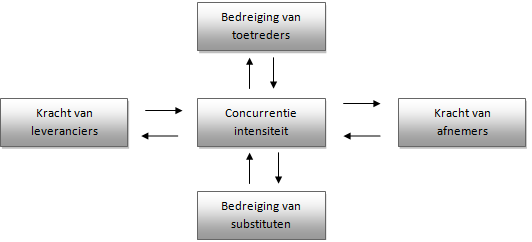 Bedreiging van
toetreders
Kracht van
leveranciers
Concurrentie
intensiteit
Kracht van
afnemers
Bedreiging van
substituten